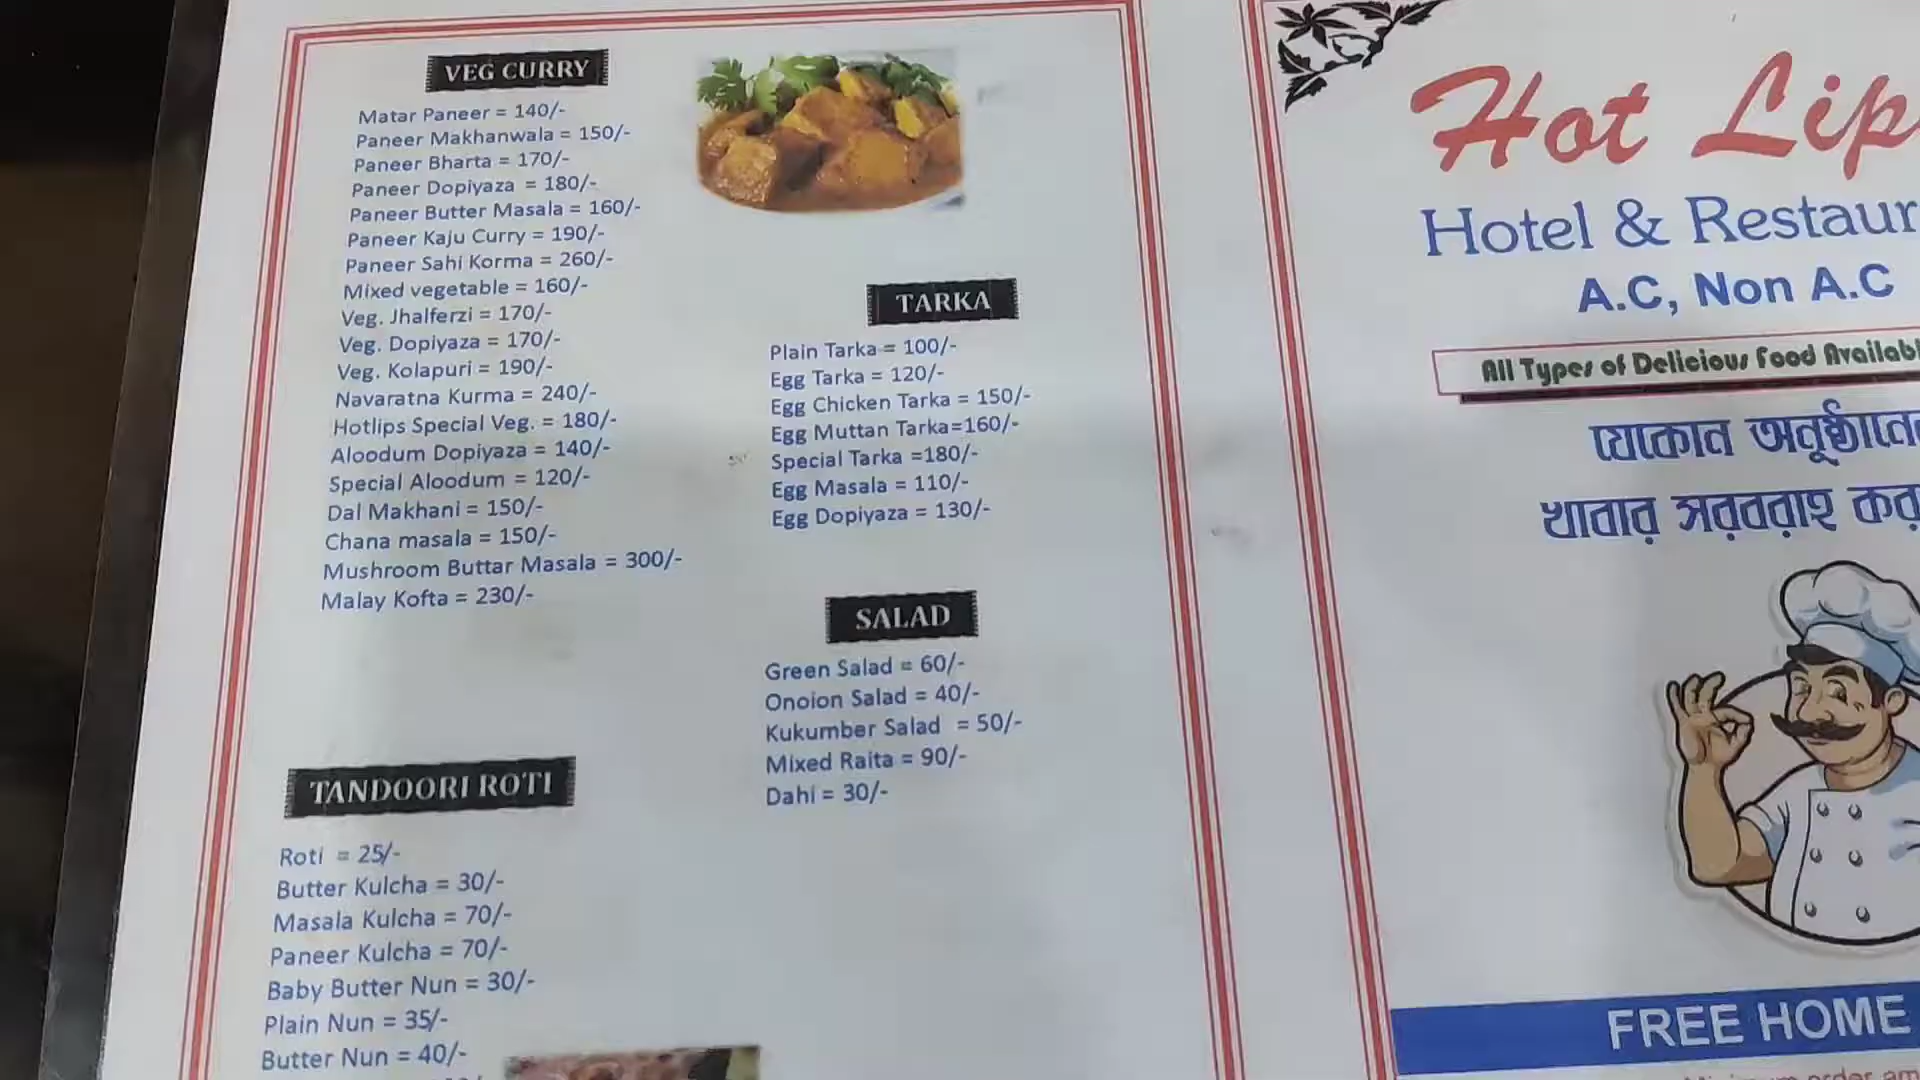 VEG CURRY
Matar Paneer = 140/-
Paneer Makhanwala = 150/-
Paneer Bharta = 170/-
Paneer Dopiyaza = 180/-
Paneer Butter Masala = 160/-
Paneer Kaju Curry = 190/-
Paneer Sahi Korma = 260/-
Mixed vegetable = 160/-
Veg. Jhalferzi = 170/-
Veg. Dopiyaza = 170/-
Veg. Kolapuri = 190/-
Navaratna Kurma = 240/-
Hotlips Special Veg. = 180/-
Aloodum Dopiyaza = 140/-
Special Aloodum = 120/-
Dal Makhani = 150/-
Chana masala = 150/-
Mushroom Buttar Masala = 300/-
Malay Kofta = 230/-
TANDOORI ROTI
Roti = 25/-
Butter Kulcha = 30/-
Masala Kulcha = 70/-
Paneer Kulcha = 70/-
Baby Butter Nun = 30/-
Plain Nun = 35/-
Butter Nun = 40/-
TARKA
Plain Tarka = 100/-
Egg Tarka = 120/-
Egg Chicken Tarka = 150/-
Egg Muttan Tarka=160/-
Special Tarka =180/-
Egg Masala = 110/-
Egg Dopiyaza = 130/-
SALAD
Green Salad = 60/-
Onoion Salad = 40/-
Kukumber Salad = 50/-
Mixed Raita = 90/-
Dahi = 30/-
Hot Lip
Hotel & Restaur
A.C, Non A.C
All Types of Delicious Food Availabl
যেকোন অনুষ্ঠানে
খাবার সরবরাহ কর
FREE HOME